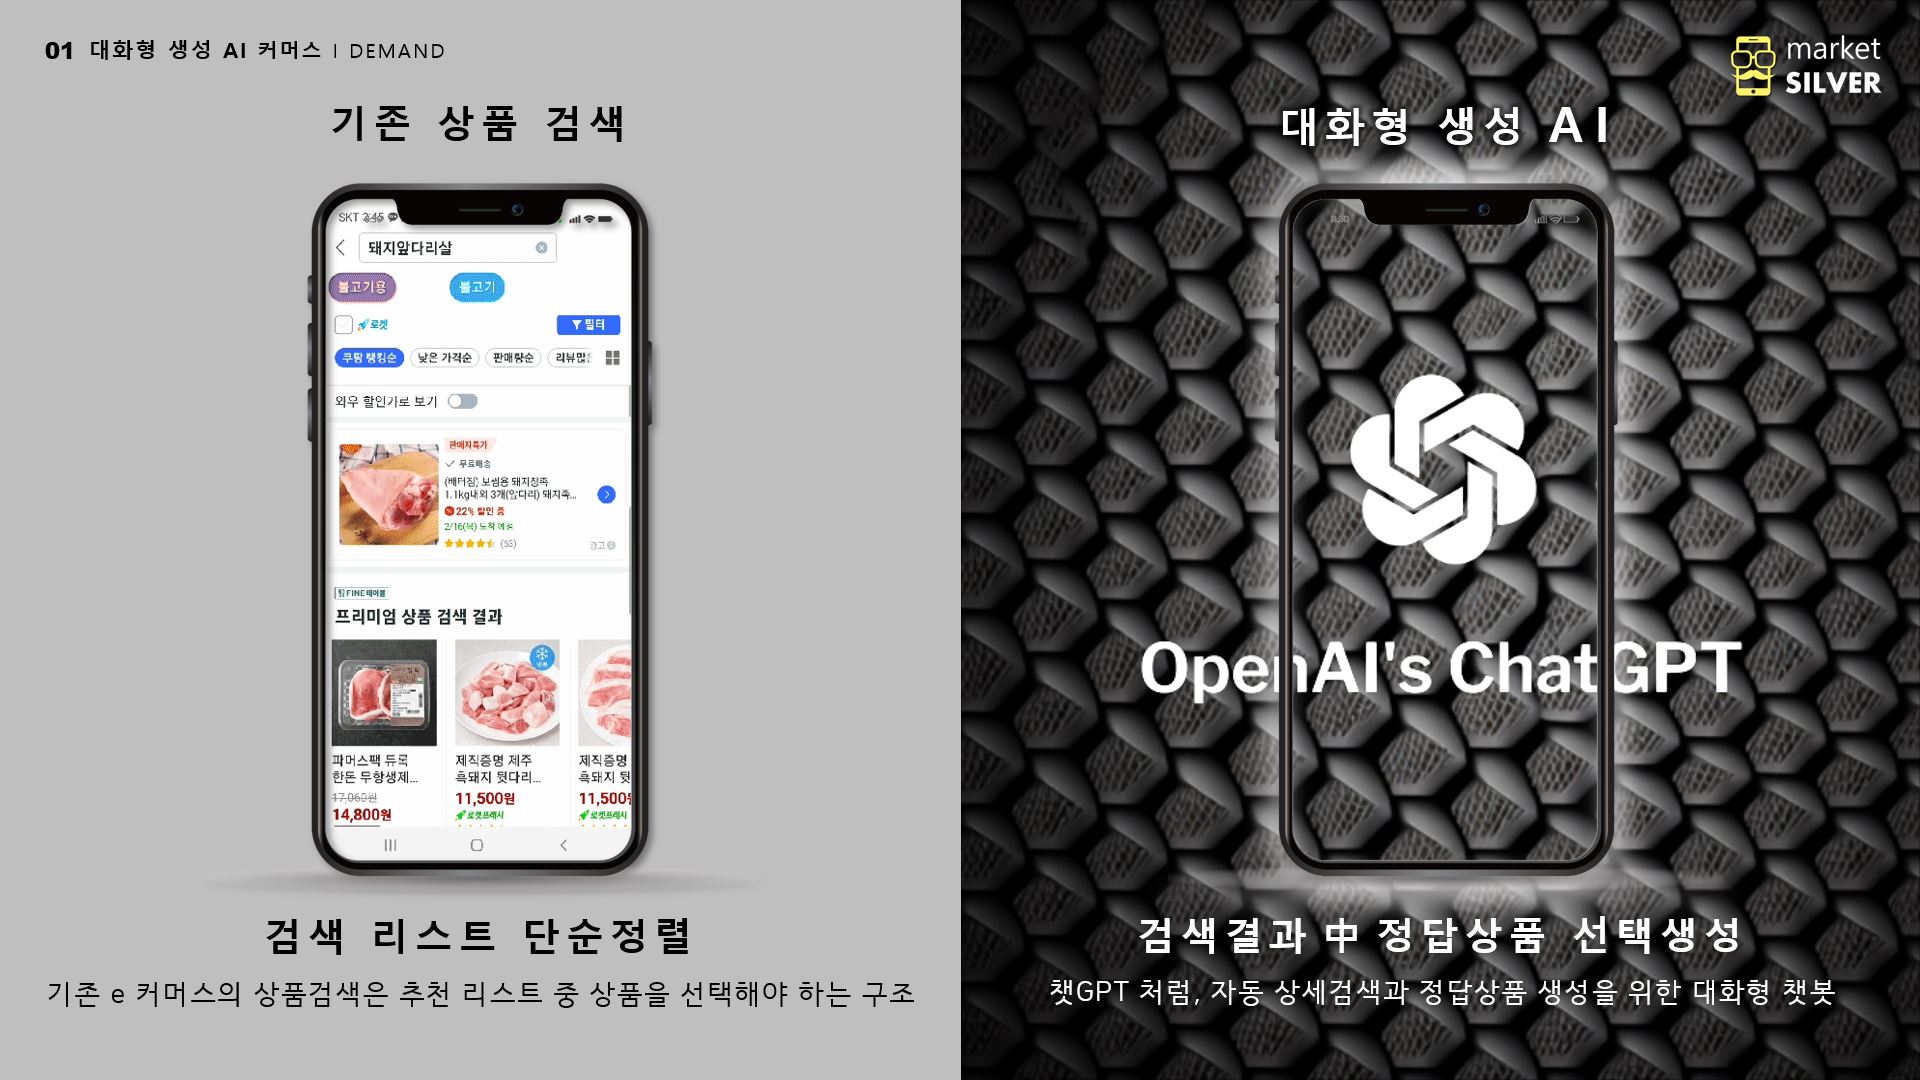 01 대화형 생성 AI 커머스 I DEMAND
market
SILVER
기존 상품 검색
SKT
돼지앞다리살
불고기용
불고기
로켓
필터
쿠팡 랭킹순
낮은 가격순
판매량순
리뷰많은
와우 할인가로 보기
판매자특가
무료배송
(배터짐) 보쌈용 돼지장족
1.1kg내외 3개(앞다리) 돼지족...
22% 할인 중
2/16(목) 도착 예정
(53)
광고
FINE 테이블
프리미엄 상품 검색 결과
파머스팩 듀록
한돈 무항생제...
17,060원
14,800원
제직증명 제주
흑돼지 뒷다리...
11,500원
로켓프레시
제직증명
흑돼지 뒷
11,500원
로켓프레시
검색 리스트 단순정렬
기존 e 커머스의 상품검색은 추천 리스트 중 상품을 선택해야 하는 구조
대화형 생성 AI
OpenAI's ChatGPT
검색결과 中 정답상품 선택생성
챗GPT 처럼, 자동 상세검색과 정답상품 생성을 위한 대화형 챗봇